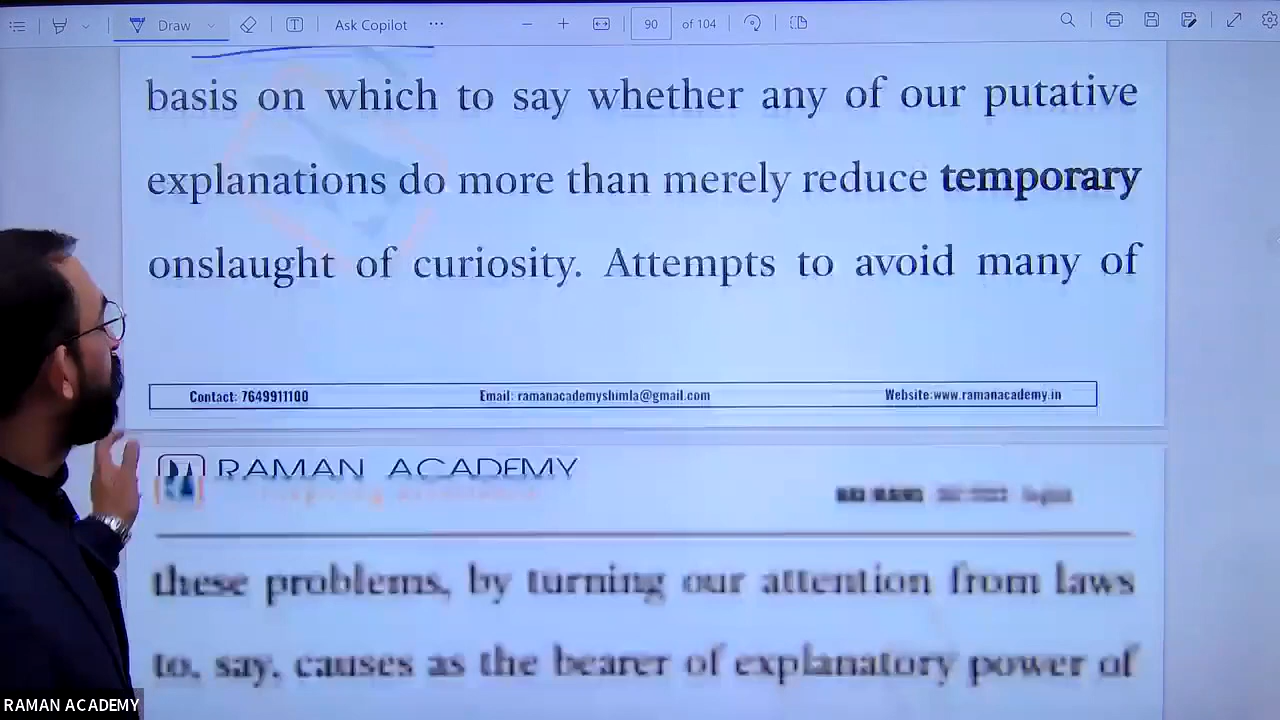 Draw
Ask Copilot
90 of 104
basis on which to say whether any of our putative
explanations do more than merely reduce temporary
onslaught of curiosity. Attempts to avoid many of
Contact: 7649911100 Email: ramanacademyshimla@gmail.com Website:www.ramanacademy.in
RAMAN ACADEMY
these problems, by turning our attention from laws
to, say, causes as the bearer of explanatory power of
RAMAN ACADEMY